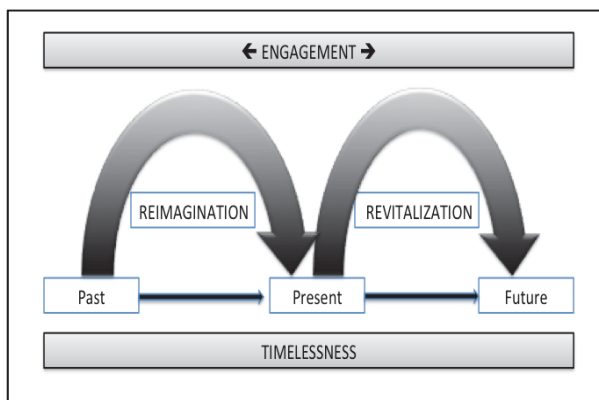 ← ENGAGEMENT →
REIMAGINATION
REVITALIZATION
Past
Present
Future
TIMELESSNESS